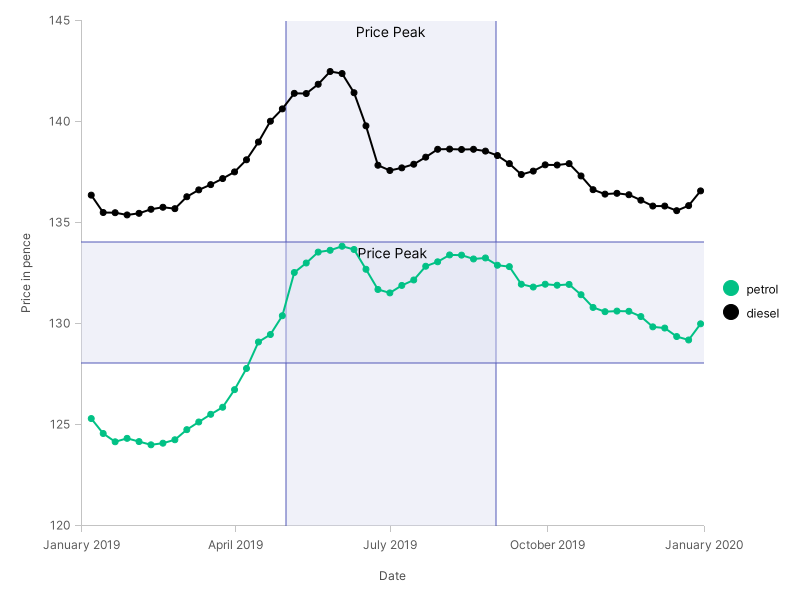 145
Price Peak
140
135
Price in pence
Price Peak
130
petrol
diesel
125
120
January 2019
April 2019
July 2019
October 2019
January 2020
Date